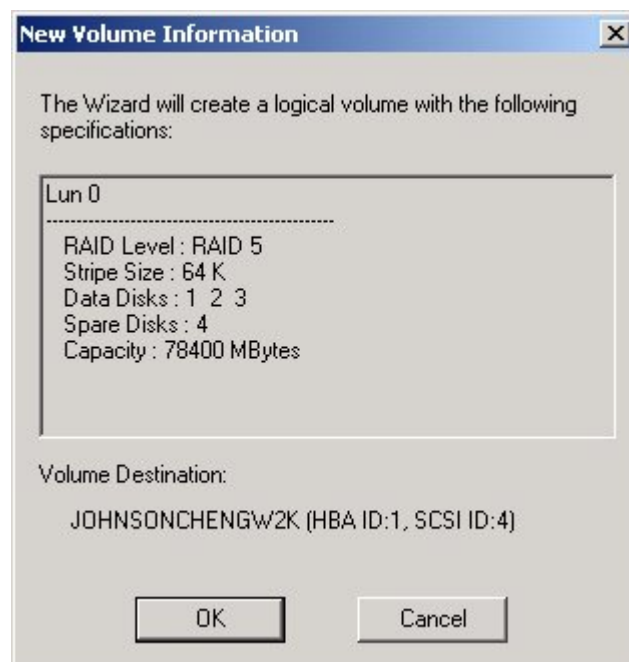 New Volume Information
The Wizard will create a logical volume with the following
specifications:
Lun 0
--------------------------------------------
RAID Level : RAID 5
Stripe Size : 64 K
Data Disks : 1 2 3
Spare Disks : 4
Capacity : 78400 MBytes
Volume Destination:
JOHNSONCHENGW2K (HBA ID:1, SCSI ID:4)
OK
Cancel